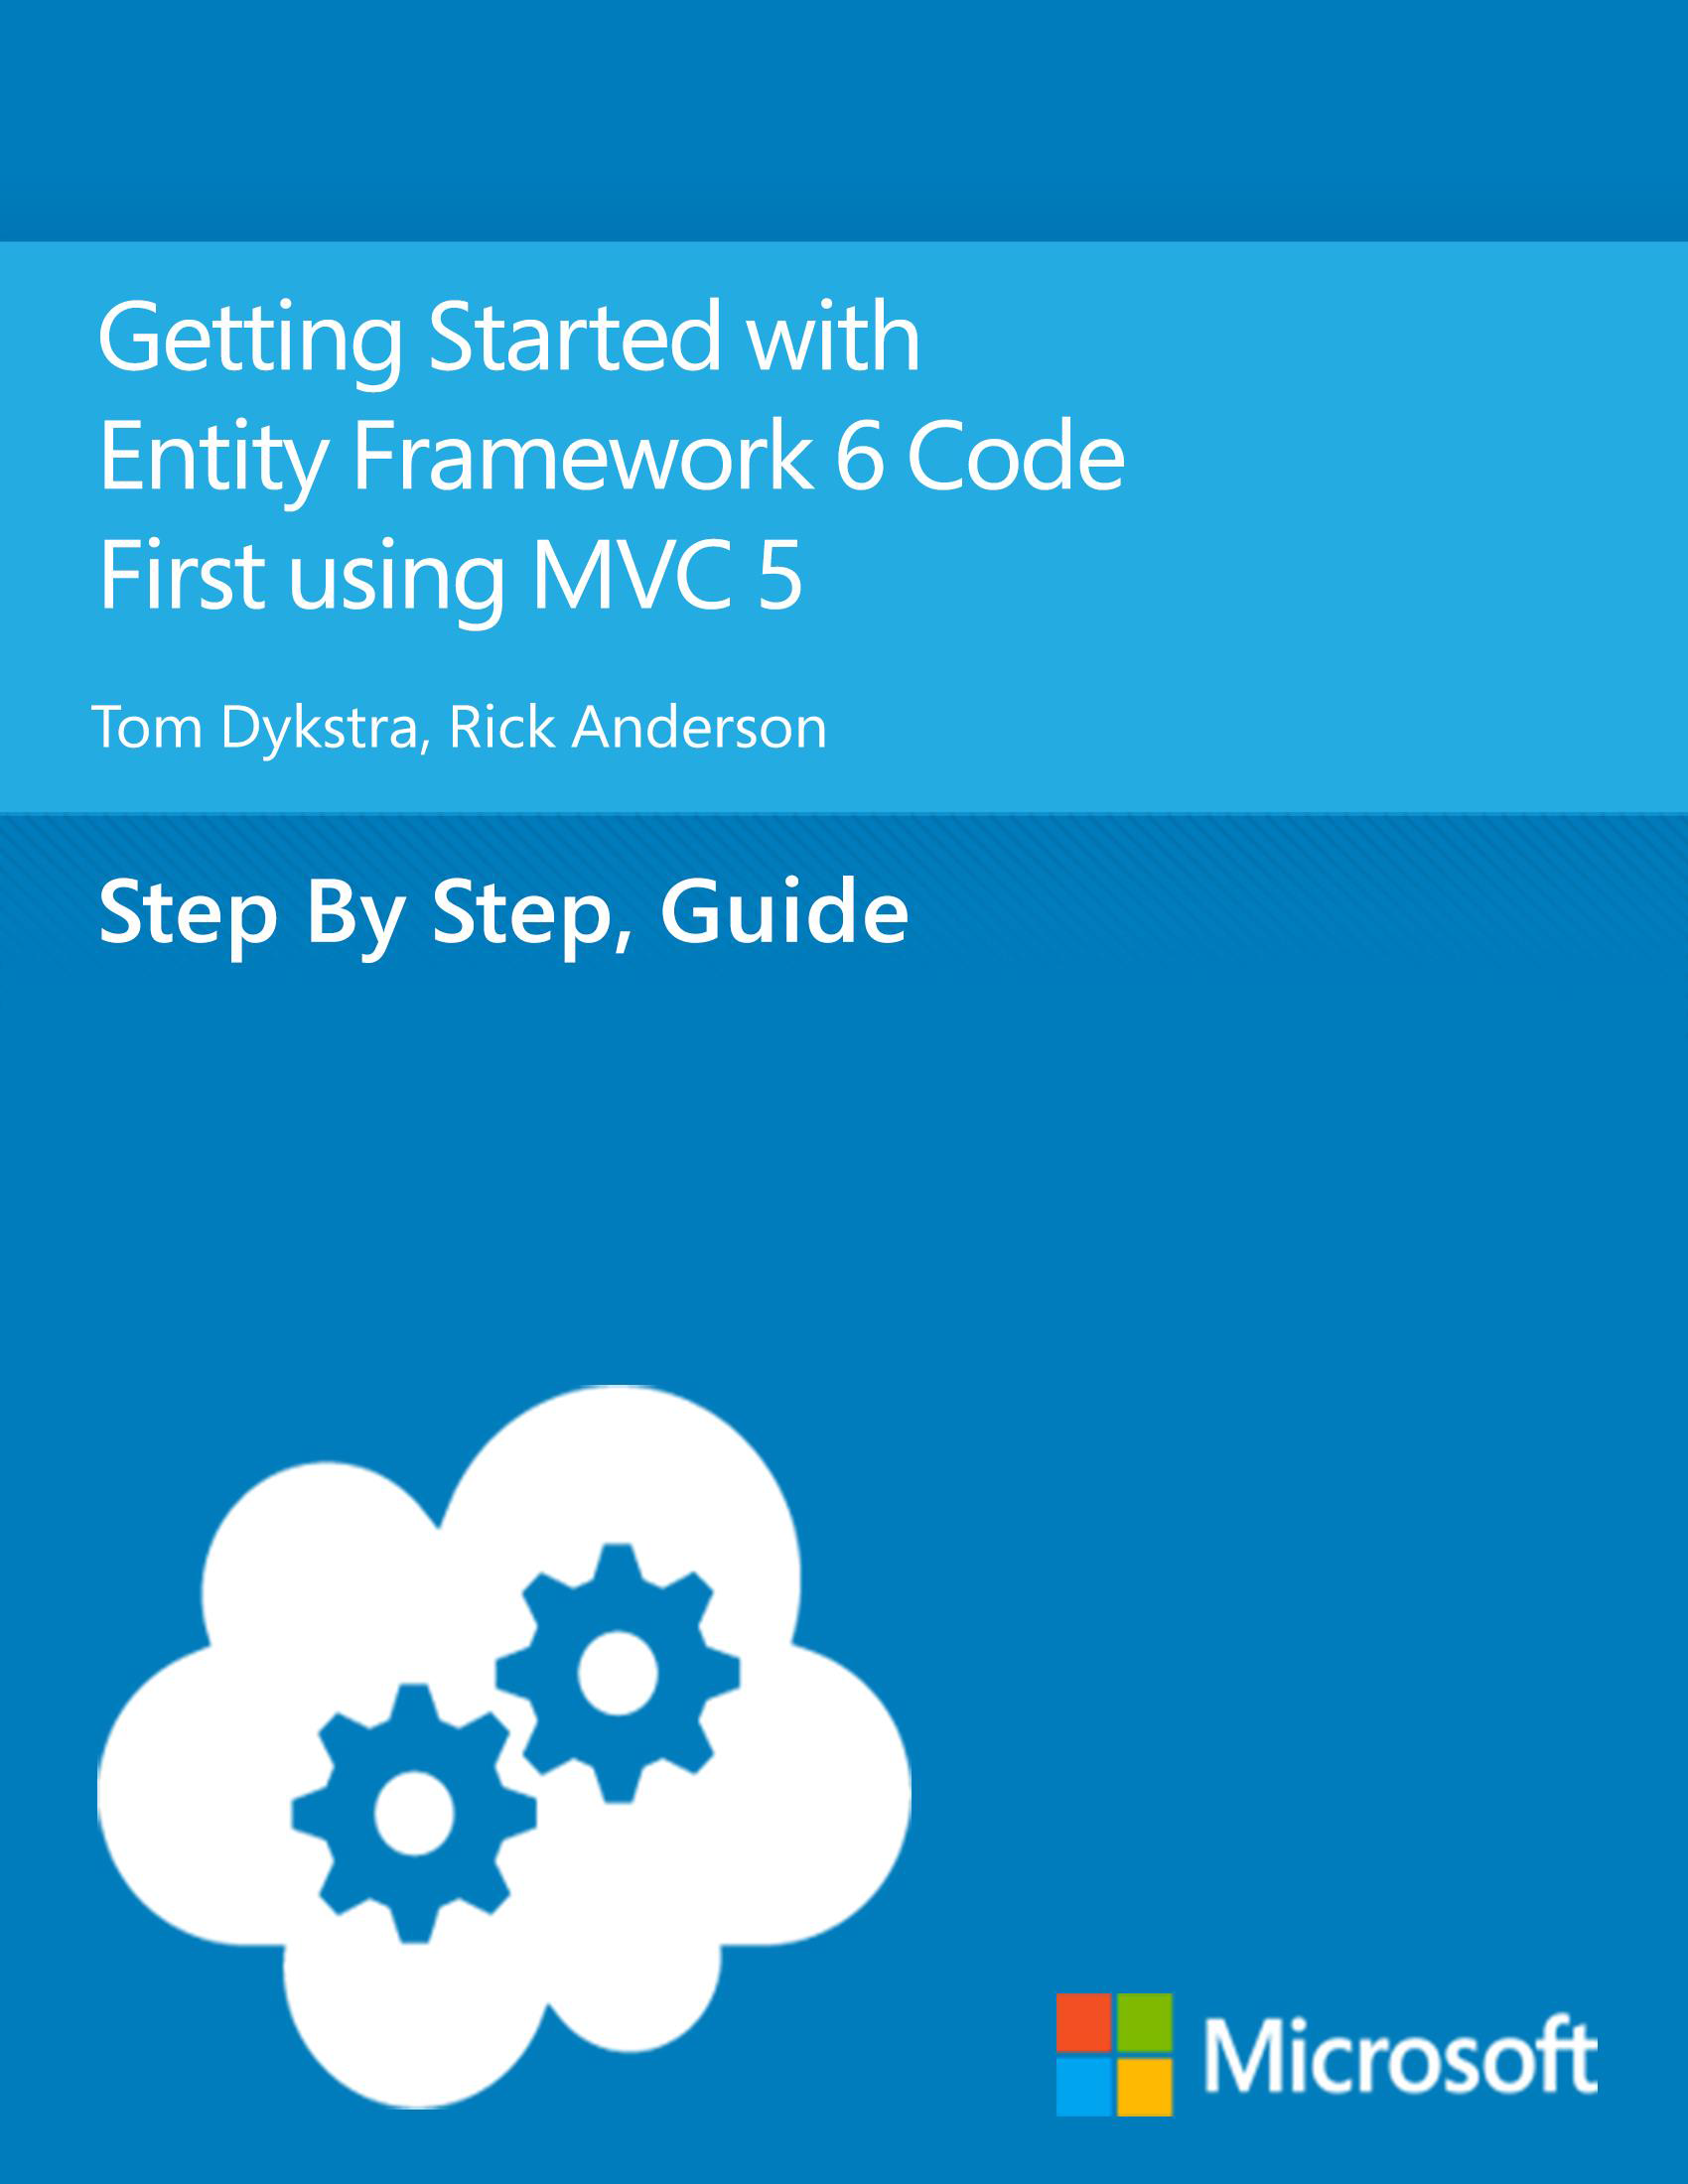 Getting Started with
Entity Framework 6 Code
First using MVC 5
Tom Dykstra, Rick Anderson
Step By Step, Guide
Microsoft